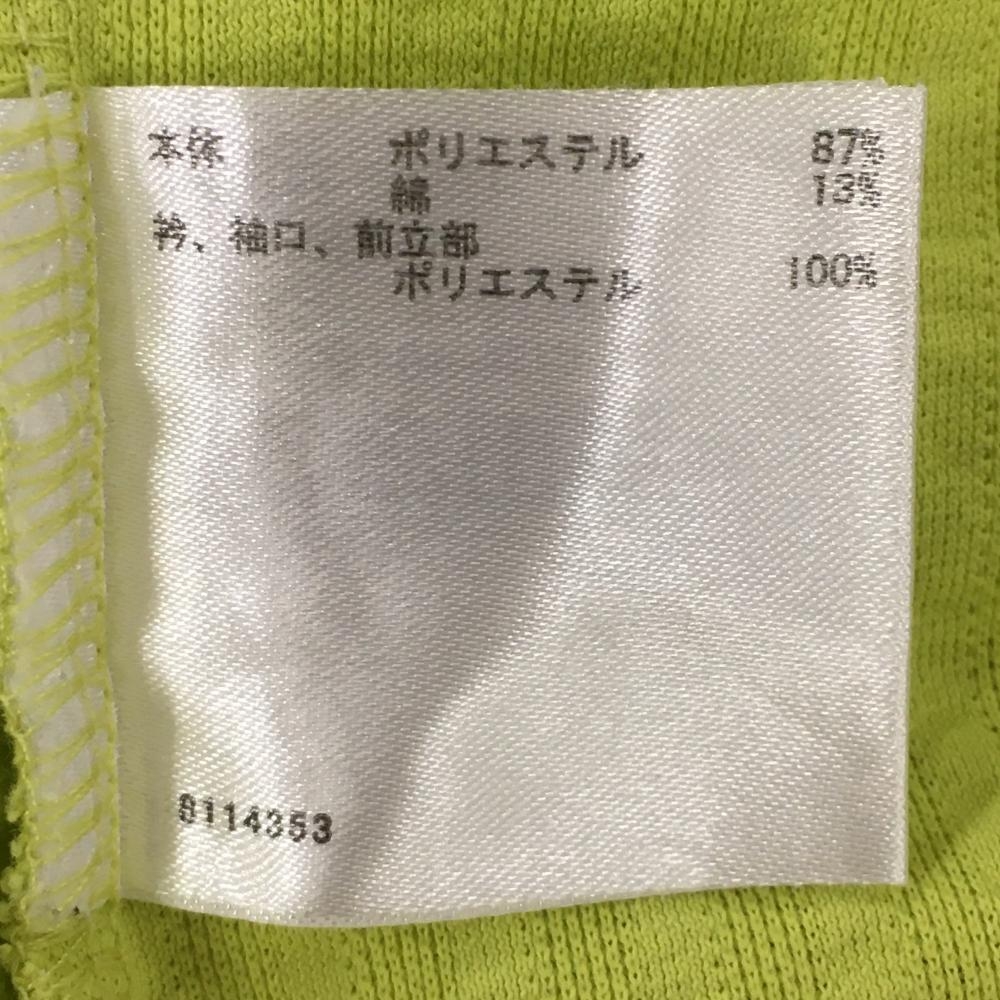 本体 ポリエステル 87%
綿 13%
衿、袖口、前立部
ポリエステル 100%
8114353